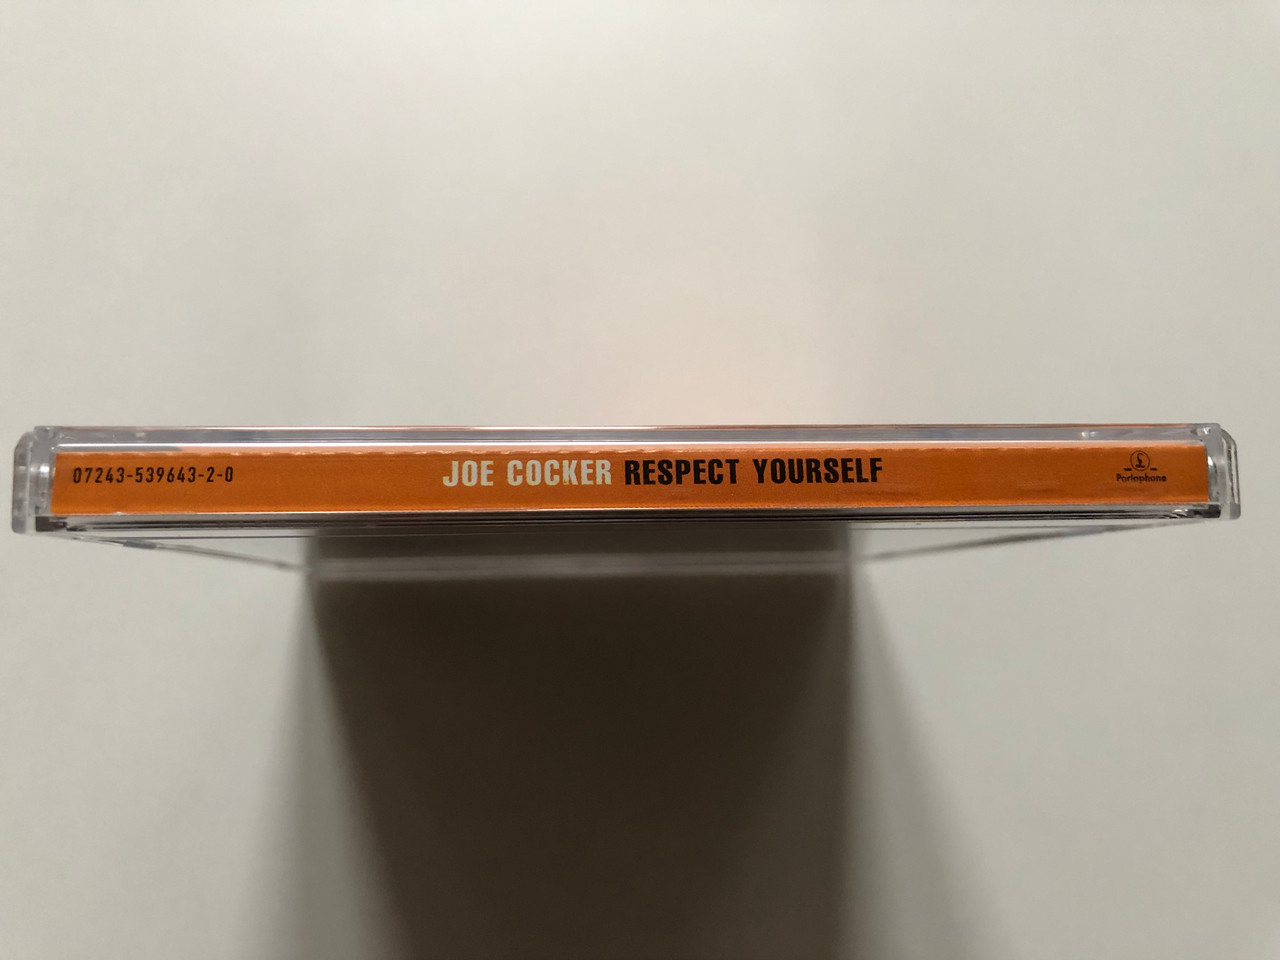 07243-539643-2-0 JOE COCKER RESPECT YOURSELF £
Parlophone